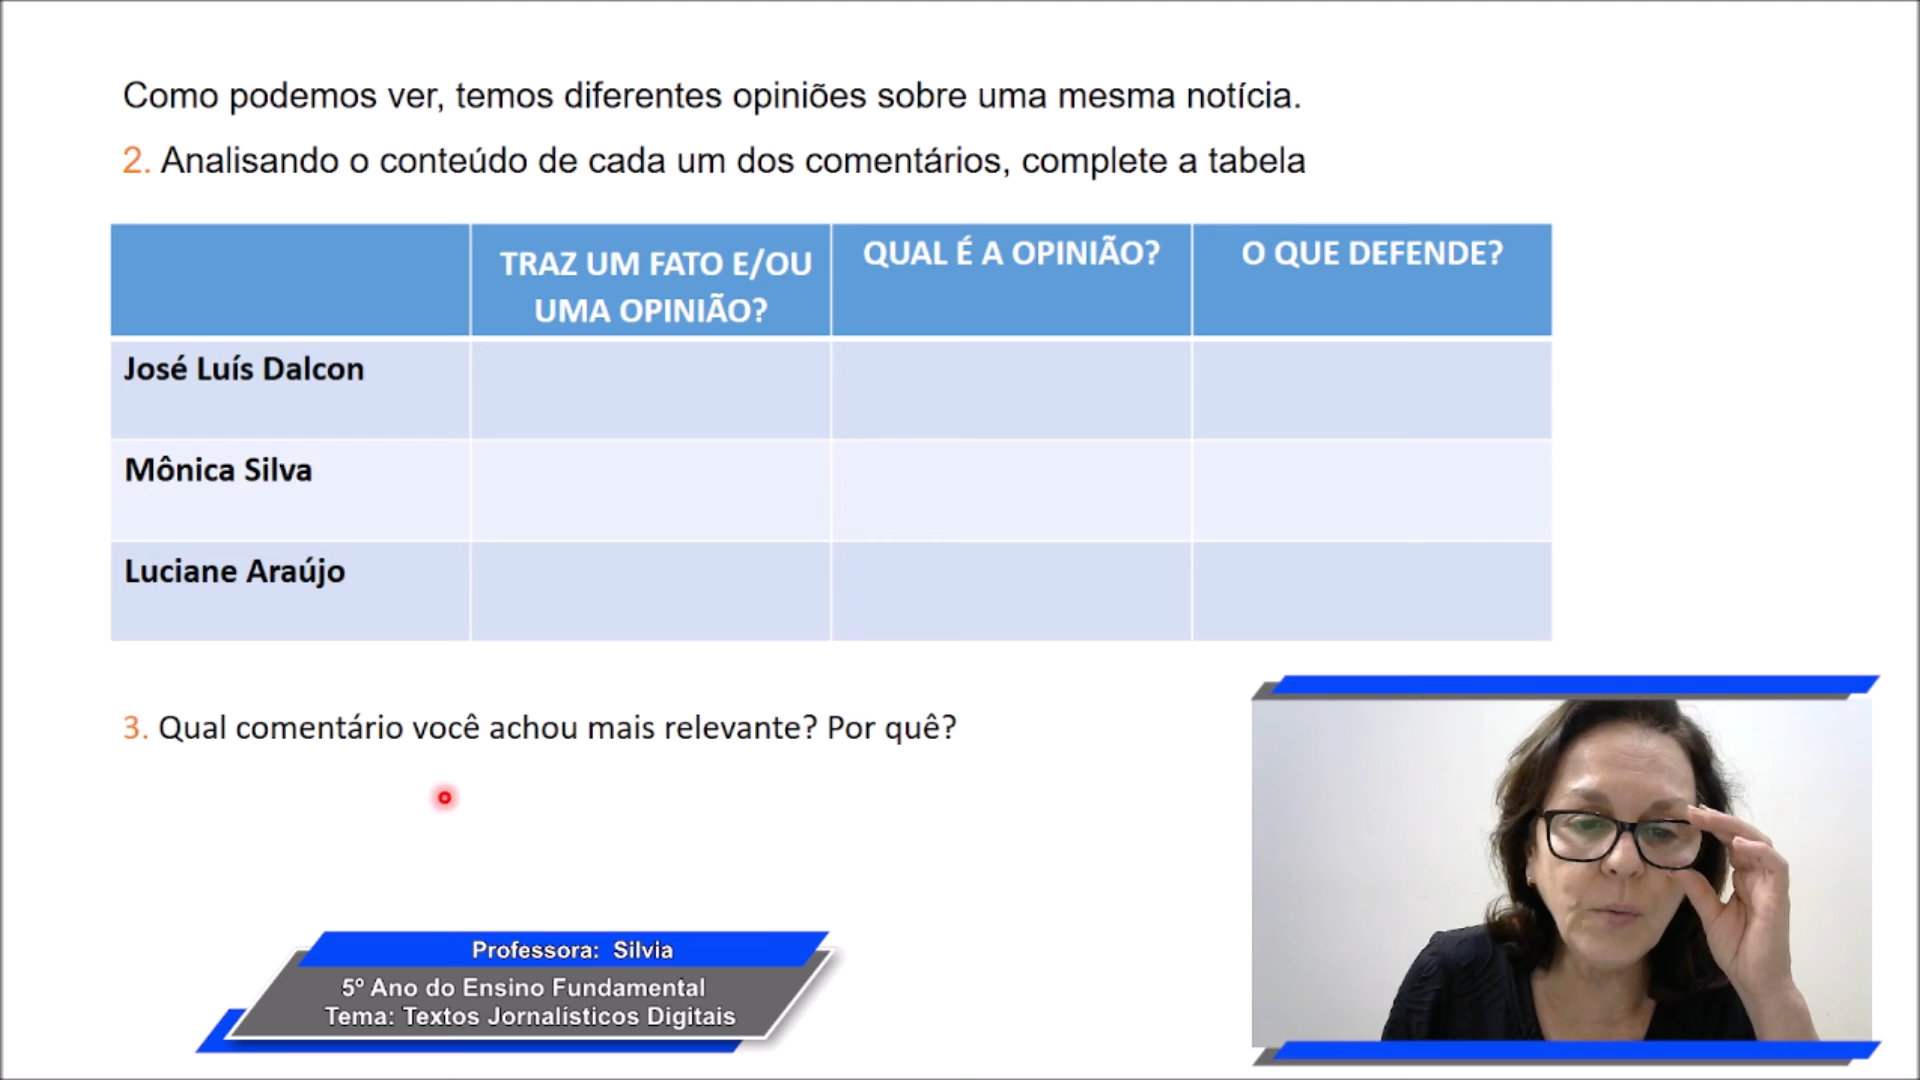 Como podemos ver, temos diferentes opiniões sobre uma mesma notícia.
2. Analisando o conteúdo de cada um dos comentários, complete a tabela
TRAZ UM FATO E/OU
UMA OPINIÃO?
QUAL É A OPINIÃO?
O QUE DEFENDE?
José Luís Dalcon
Mônica Silva
Luciane Araújo
3. Qual comentário você achou mais relevante? Por quê?
Professora: Silvia
5º Ano do Ensino Fundamental
Tema: Textos Jornalísticos Digitais